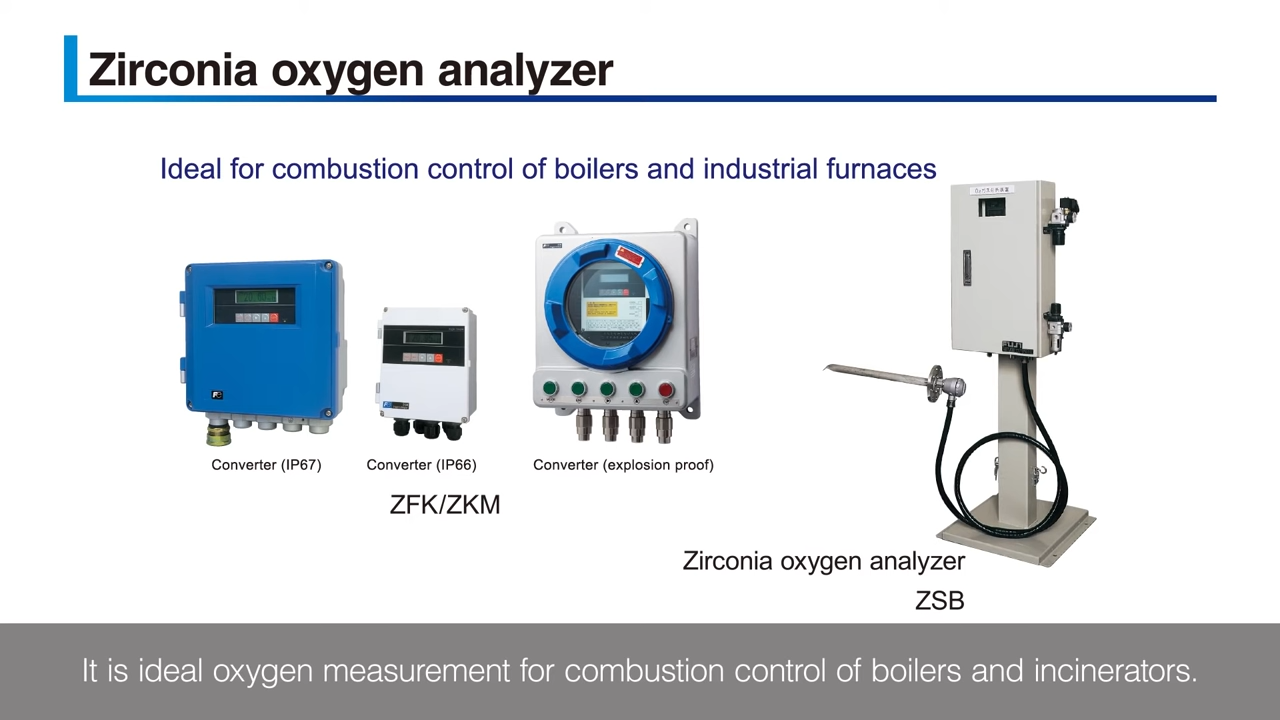 Zirconia oxygen analyzer
Ideal for combustion control of boilers and industrial furnaces
Converter (IP67)
Converter (IP66)
Converter (explosion proof)
ZFK/ZKM
Zirconia oxygen analyzer
ZSB
It is ideal oxygen measurement for combustion control of boilers and incinerators.